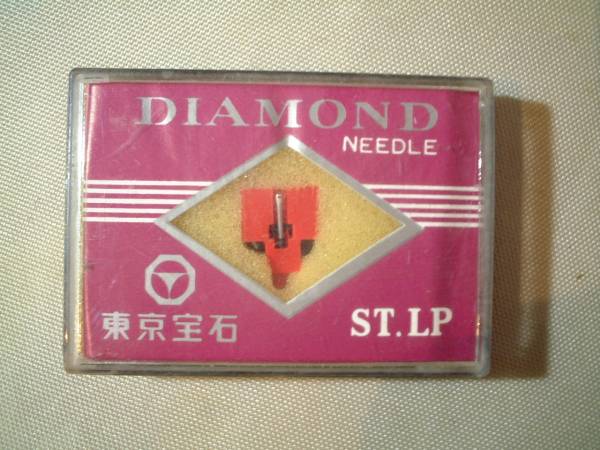 DIAMOND
NEEDLE
東京宝石
ST.LP